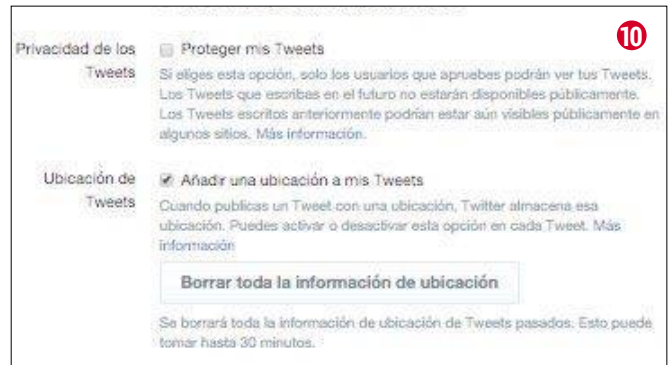 10
Privacidad de los Tweets
Proteger mis Tweets
Si eliges esta opción, solo los usuarios que apruebes podrán ver tus Tweets.
Los Tweets que escribas en el futuro no estarán disponibles públicamente.
Los Tweets escritos anteriormente podrían estar aún visibles públicamente en
algunos sitios. Más información.
Ubicación de Tweets
Añadir una ubicación a mis Tweets
Cuando publicas un Tweet con una ubicación, Twitter almacena esa
ubicación. Puedes activar o desactivar esta opción en cada Tweet. Más
información
Borrar toda la información de ubicación
Se borrará toda la información de ubicación de Tweets pasados. Esto puede
tomar hasta 30 minutos.